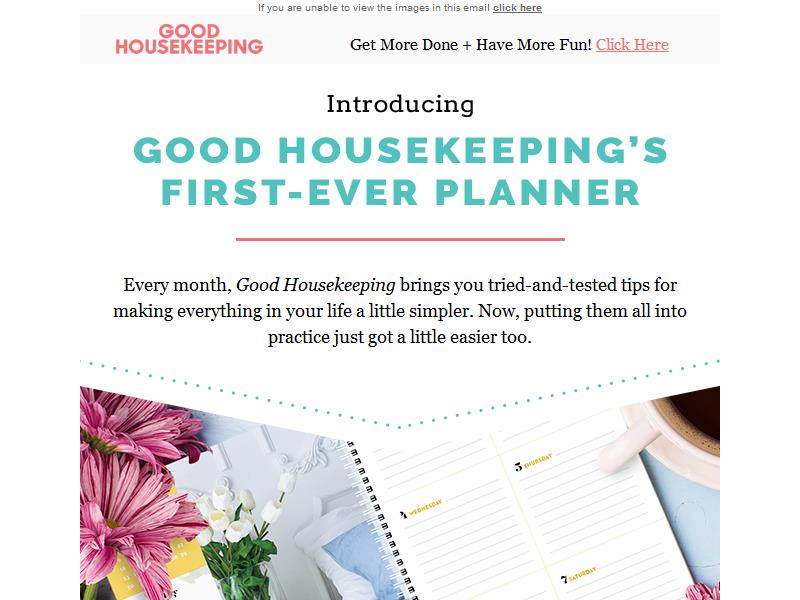 If you are unable to view the images in this email click here
GOOD
HOUSEKEEPING
Get More Done + Have More Fun! Click Here
Introducing
GOOD HOUSEKEEPING’S
FIRST-EVER PLANNER
Every month, Good Housekeeping brings you tried-and-tested tips for
making everything in your life a little simpler. Now, putting them all into
practice just got a little easier too.
5 THURSDAY
4 WEDNESDAY
7 SATURDAY